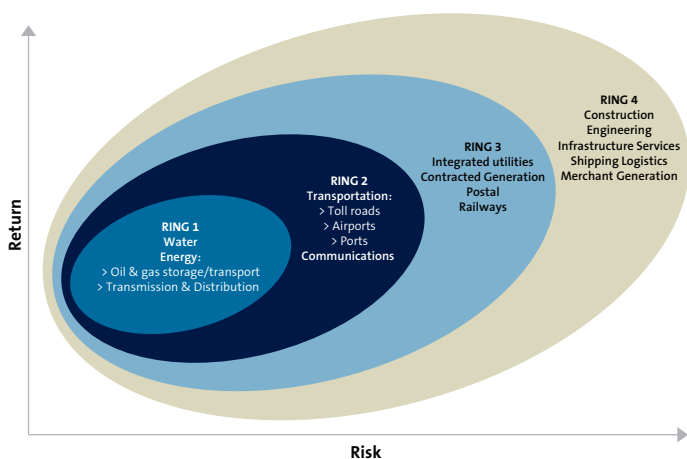 Return
RING 1
Water
Energy:
> Oil & gas storage/transport
> Transmission & Distribution
RING 2
Transportation:
> Toll roads
> Airports
> Ports
Communications
RING 3
Integrated utilities
Contracted Generation
Postal
Railways
RING 4
Construction
Engineering
Infrastructure Services
Shipping Logistics
Merchant Generation
Risk